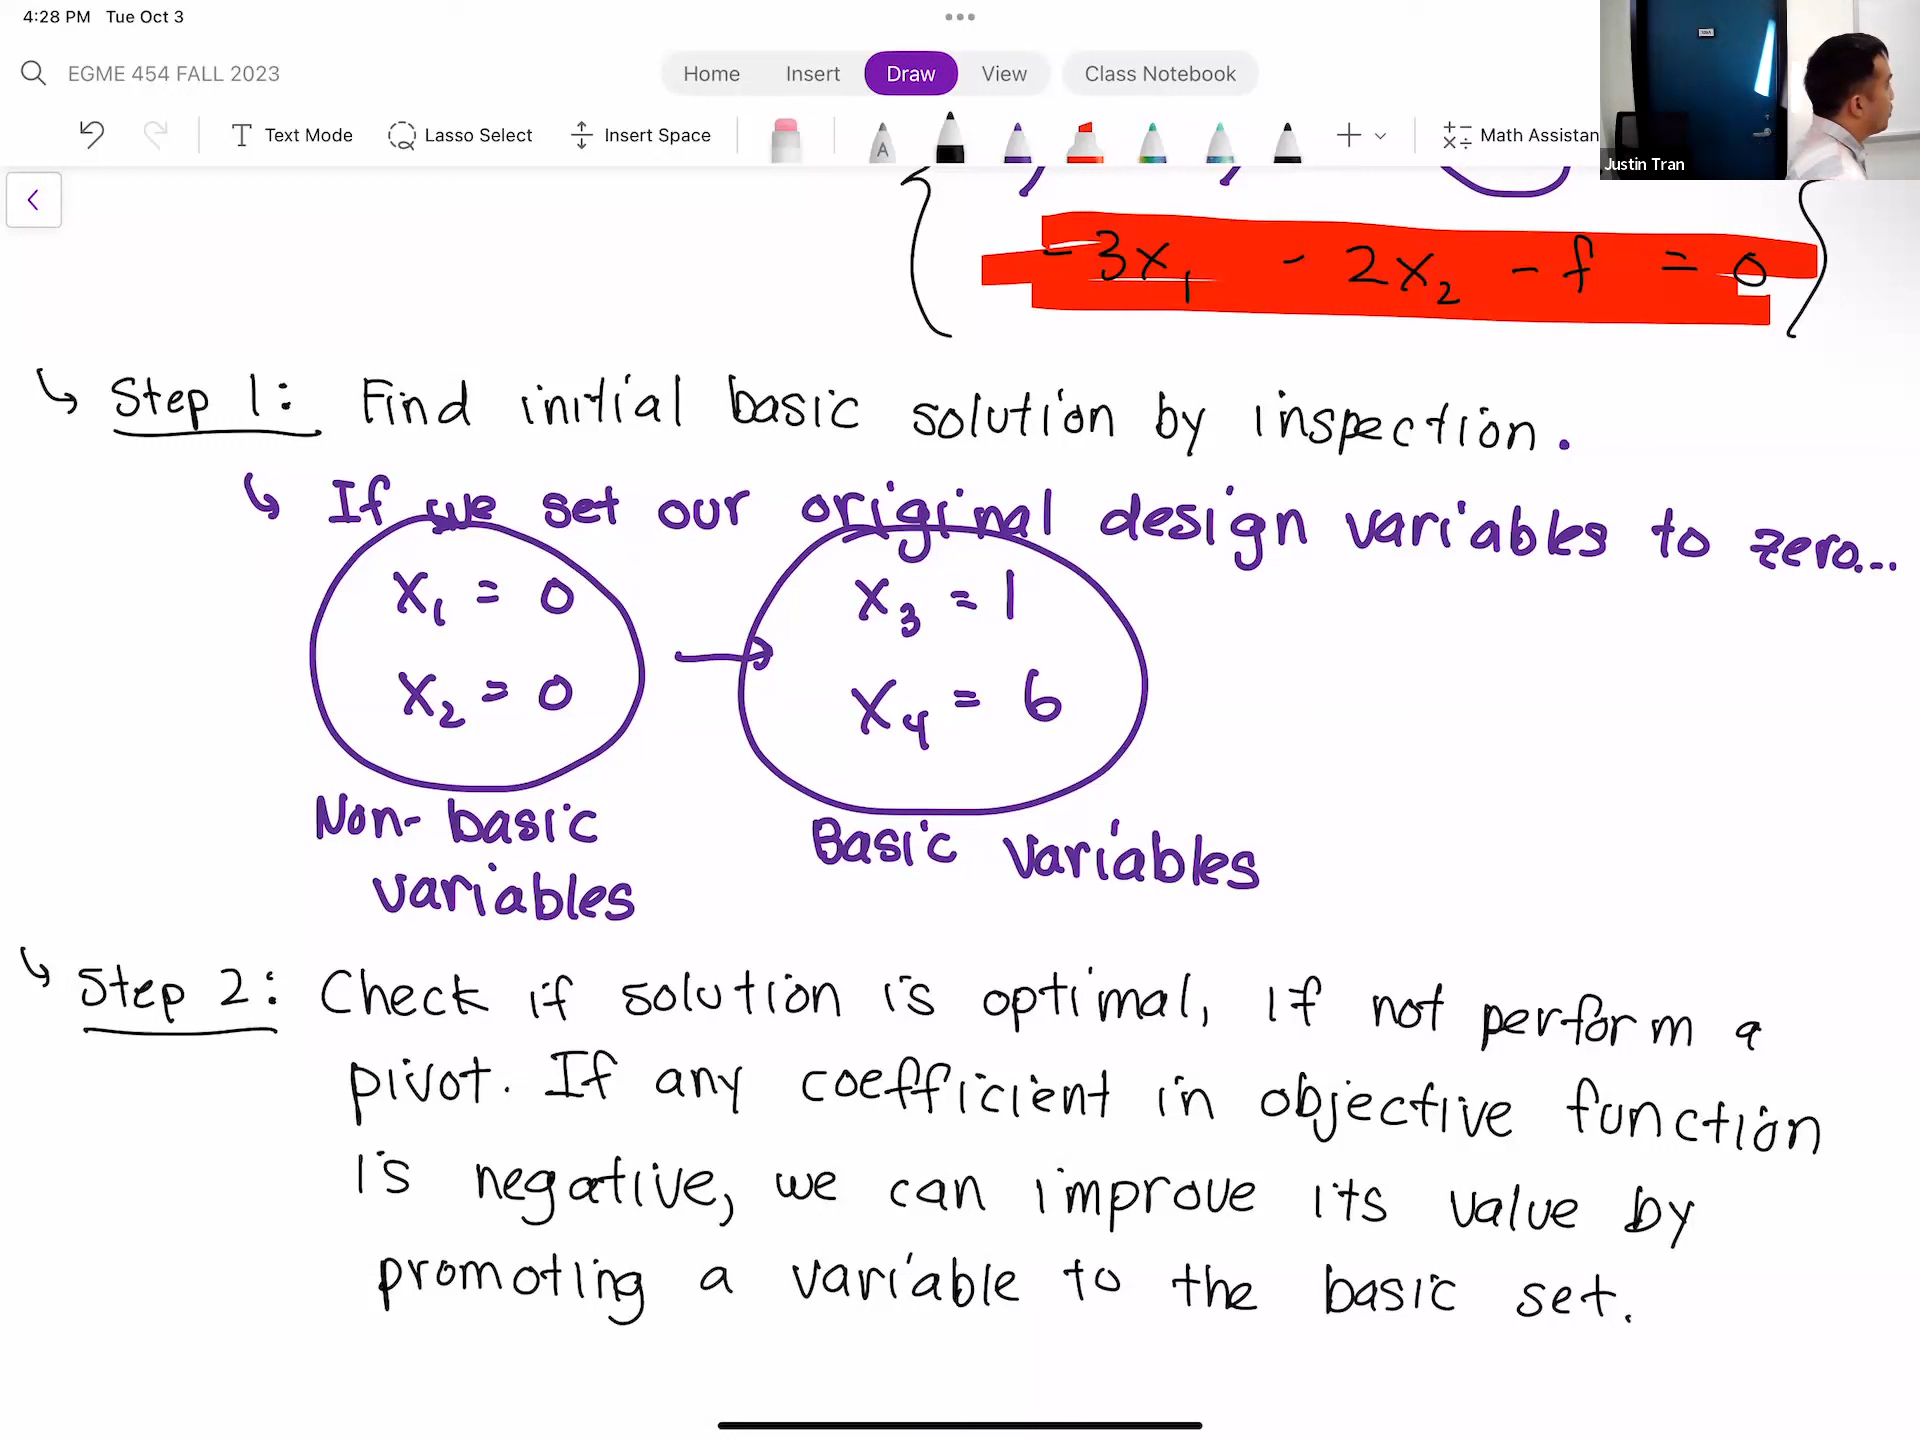 4:28 PM Tue Oct 3
EGME 454 FALL 2023
Home Insert Draw View Class Notebook
Text Mode Lasso Select Insert Space Math Assistan
Justin Tran
- 3x₁ - 2x₂ - f = 0
Step 1: Find initial basic solution by inspection.
If we set our original design variables to zero...
x₁ = 0 → x₃ = 1
x₂ = 0 x₄ = 6
Non-basic variables
Basic variables
Step 2: Check if solution is optimal, if not perform a
pivot. If any coefficient in objective function
is negative, we can improve its value by
promoting a variable to the basic set.